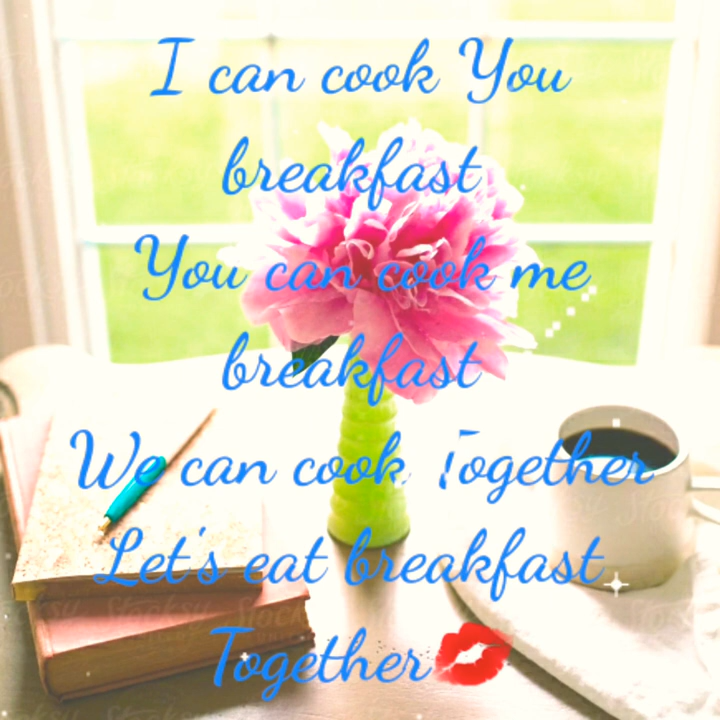 I can cook You
breakfast
You can cook me
breakfast
We can cook Together
Let's eat breakfast
Together💋